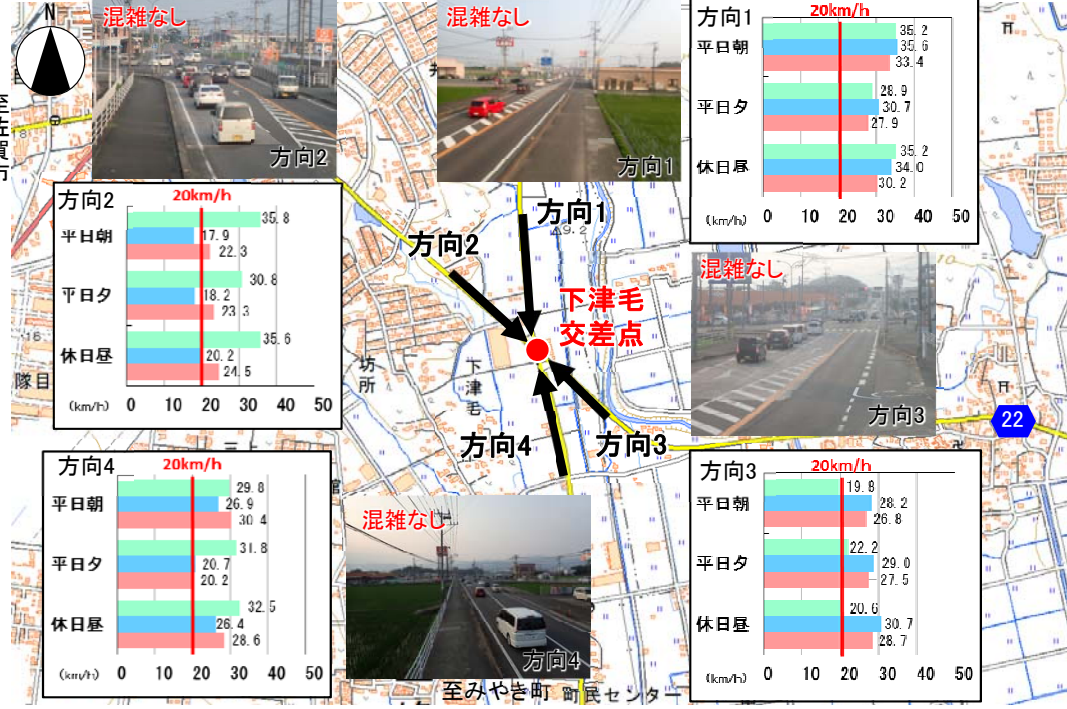 N
混雑なし
方向2
混雑なし
方向1
方向1
20km/h
平日朝
35.2
35.6
33.4
平日夕
28.9
30.7
27.9
休日昼
35.2
34.0
30.2
(km/h)
0 10 20 30 40 50
方向2
20km/h
平日朝
35.8
17.9
22.3
平日夕
30.8
18.2
23.3
休日昼
35.6
20.2
24.5
(km/h)
0 10 20 30 40 50
方向1
9.2
方向2
下津毛
交差点
坊所
下津毛
方向4
方向3
混雑なし
方向3
22
隊目
方向4
20km/h
平日朝
29.8
26.9
30.4
平日夕
31.8
20.7
20.2
休日昼
32.5
26.4
28.6
(km/h)
0 10 20 30 40 50
混雑なし
方向4
至みやき町
町民センター
方向3
20km/h
平日朝
19.8
28.2
26.8
平日夕
22.2
29.0
27.5
休日昼
20.6
30.7
28.7
(km/h)
0 10 20 30 40 50